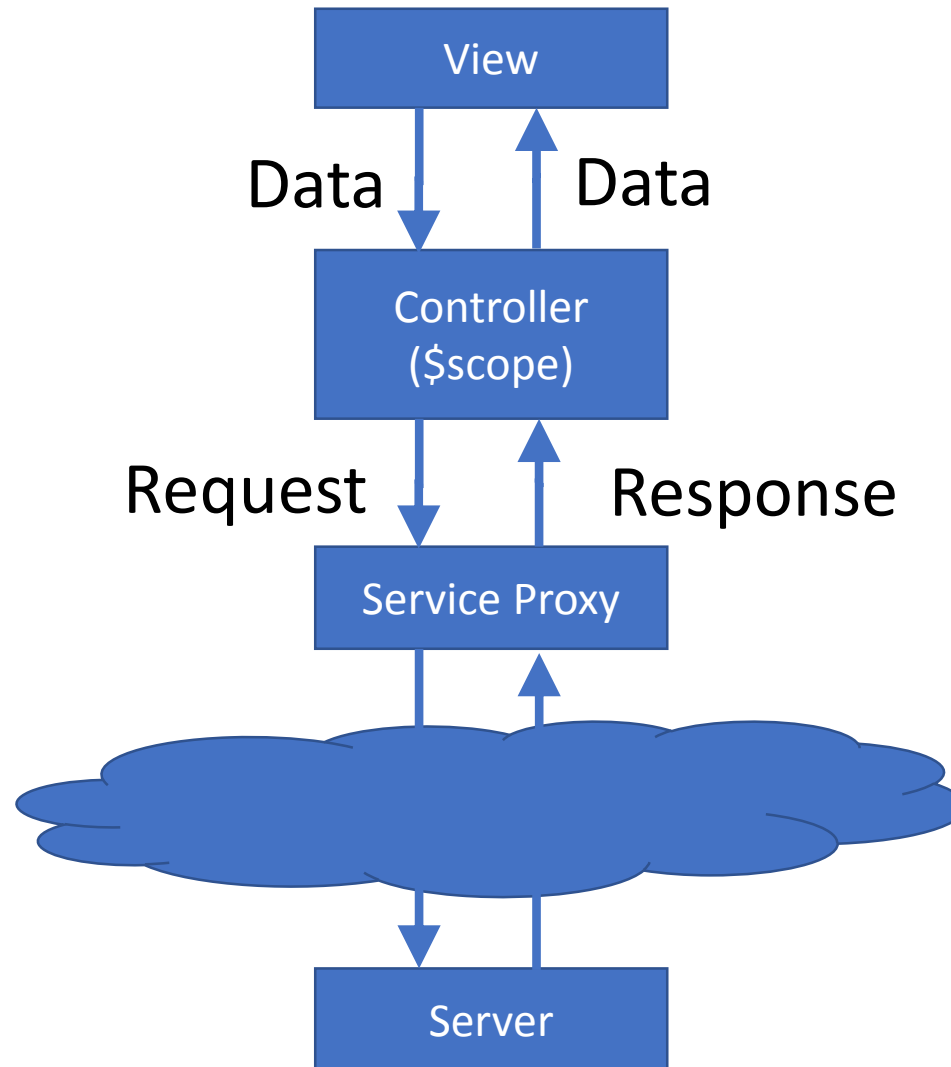 View
Data
Data
Controller
($scope)
Request
Response
Service Proxy
Server